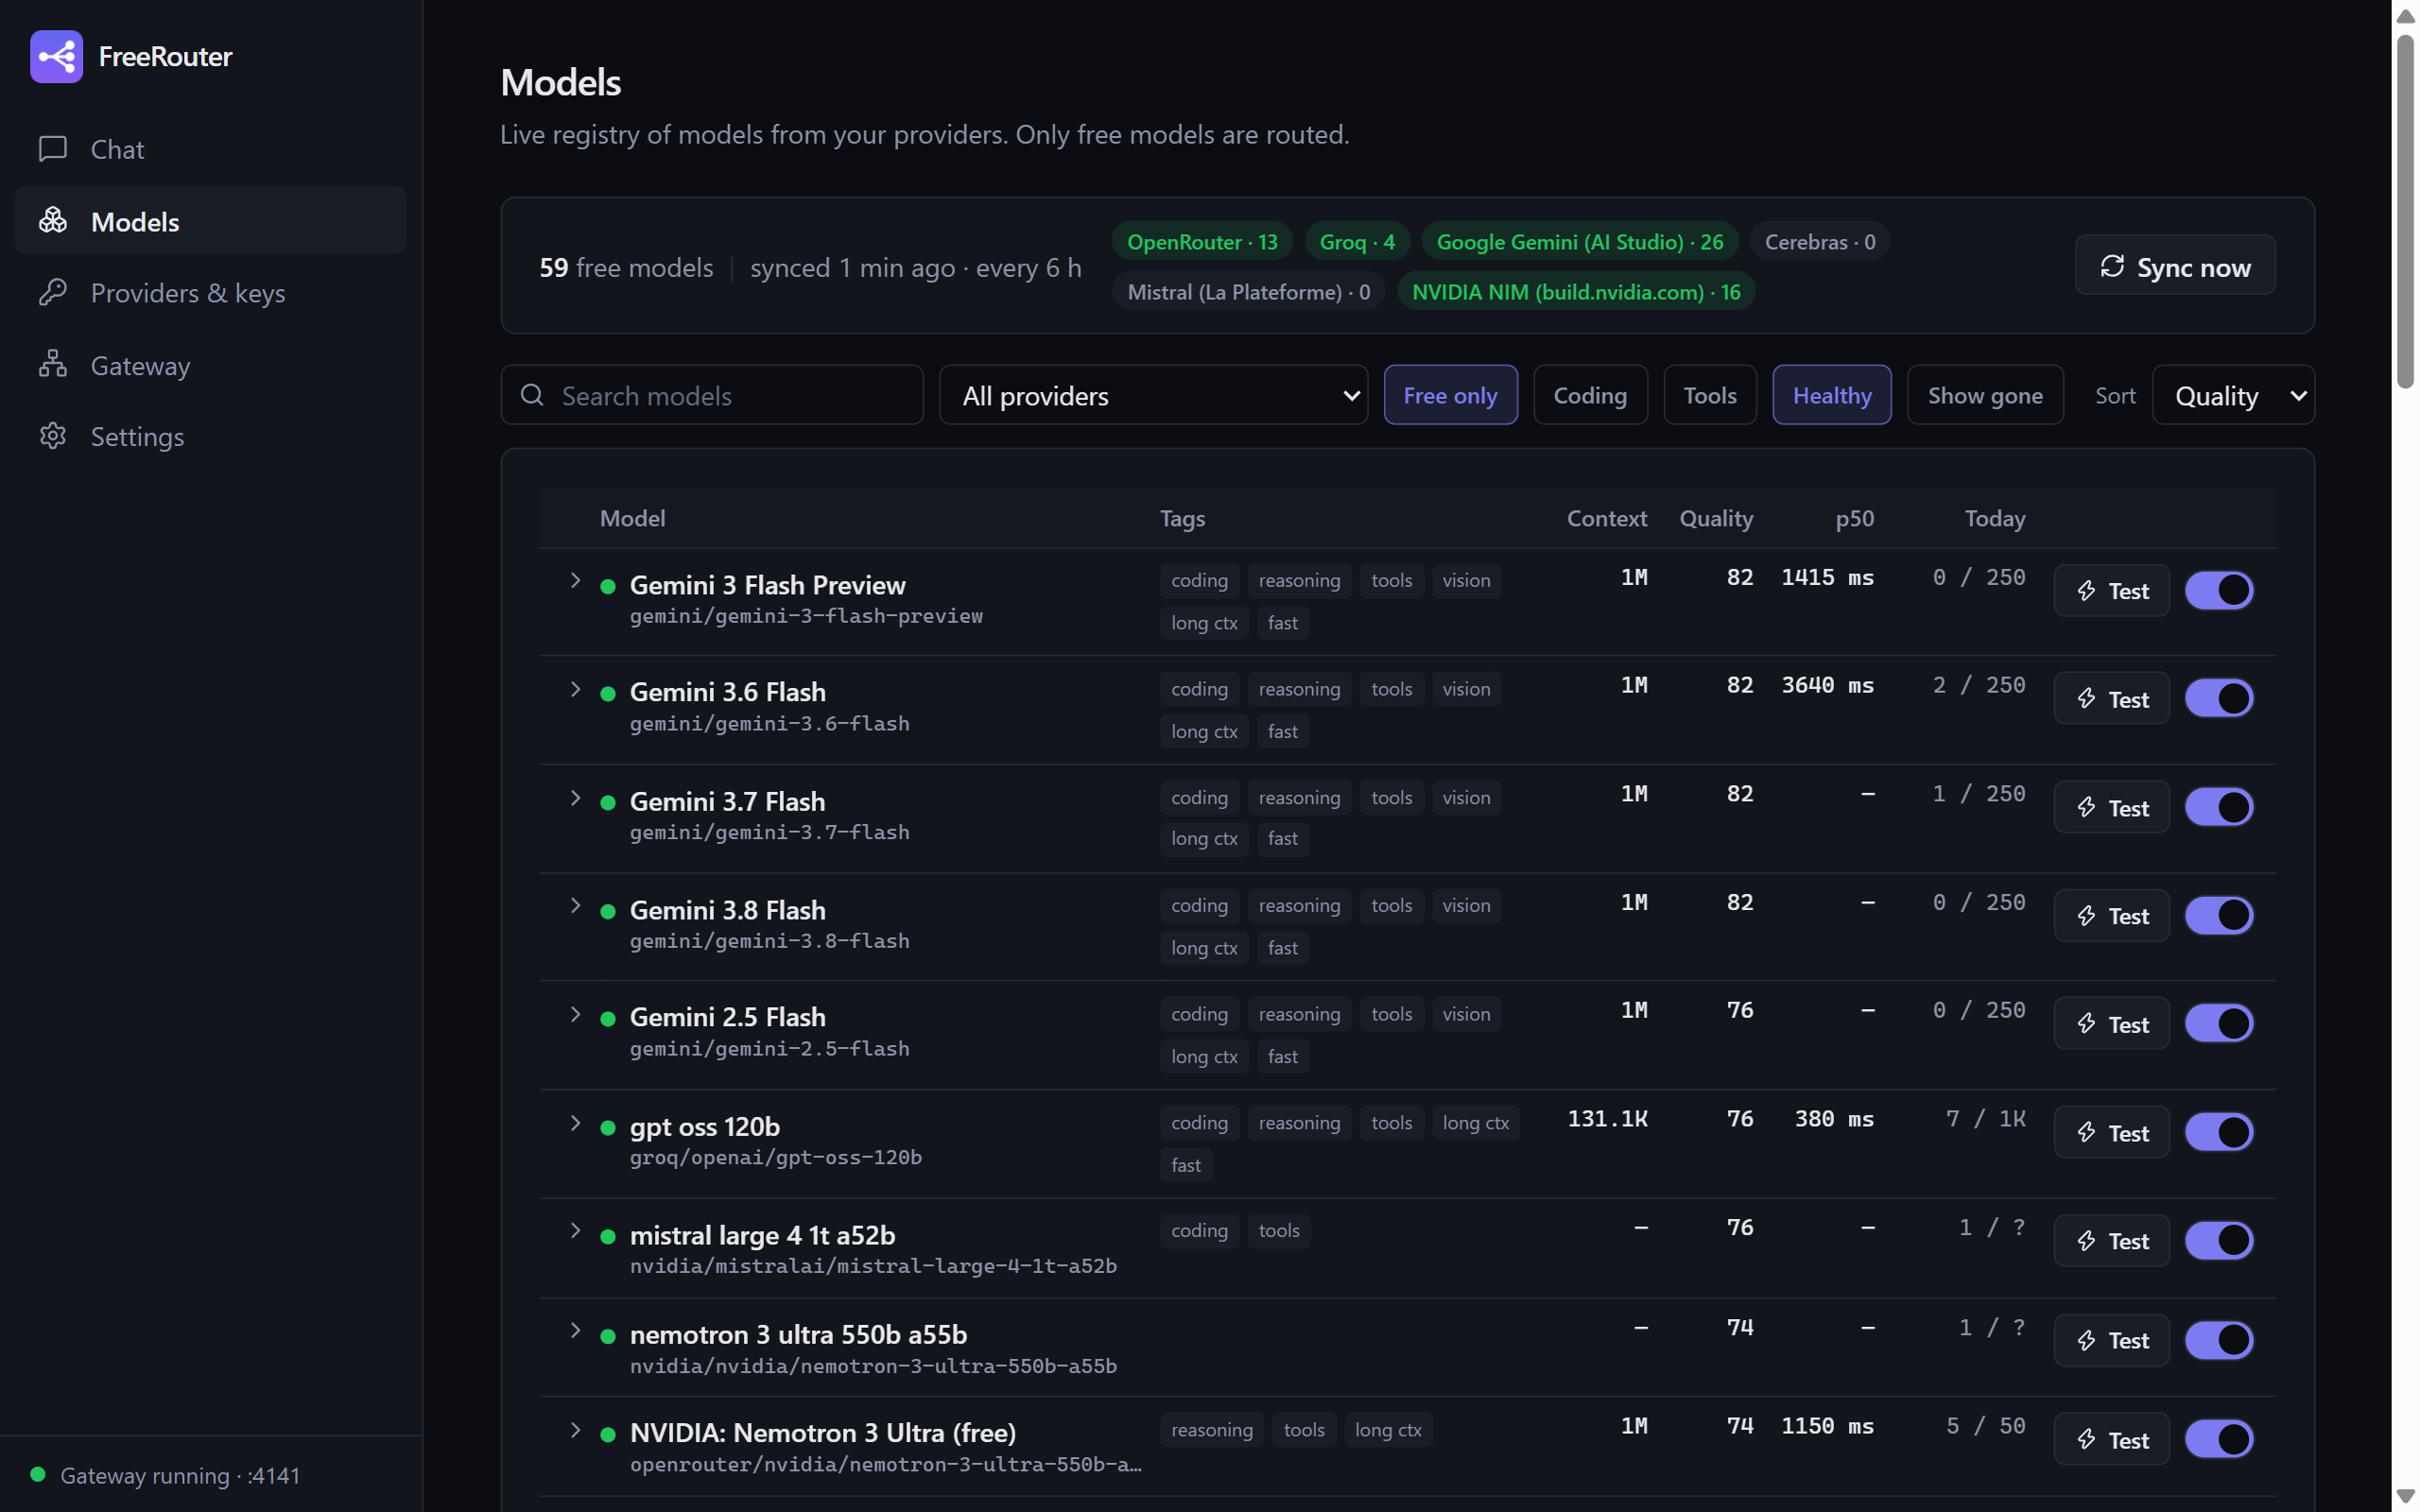 FreeRouter
Chat
Models
Providers & keys
Gateway
Settings
Gateway running · :4141
Models
Live registry of models from your providers. Only free models are routed.
59 free models synced 1 min ago · every 6 h
OpenRouter · 13 Groq · 4 Google Gemini (AI Studio) · 26 Cerebras · 0
Mistral (La Plateforme) · 0 NVIDIA NIM (build.nvidia.com) · 16
Sync now
Search models All providers Free only Coding Tools Healthy Show gone Sort Quality
Model Tags Context Quality p50 Today
Gemini 3 Flash Preview coding reasoning tools vision 1M 82 1415 ms 0 / 250 Test
gemini/gemini-3-flash-preview long ctx fast
Gemini 3.6 Flash coding reasoning tools vision 1M 82 3640 ms 2 / 250 Test
gemini/gemini-3.6-flash long ctx fast
Gemini 3.7 Flash coding reasoning tools vision 1M 82 – 1 / 250 Test
gemini/gemini-3.7-flash long ctx fast
Gemini 3.8 Flash coding reasoning tools vision 1M 82 – 0 / 250 Test
gemini/gemini-3.8-flash long ctx fast
Gemini 2.5 Flash coding reasoning tools vision 1M 76 – 0 / 250 Test
gemini/gemini-2.5-flash long ctx fast
gpt oss 120b coding reasoning tools long ctx 131.1K 76 380 ms 7 / 1K Test
groq/openai/gpt-oss-120b fast
mistral large 4 1t a52b coding tools – 76 – 1 / ? Test
nvidia/mistralai/mistral-large-4-1t-a52b
nemotron 3 ultra 550b a55b – 74 – 1 / ? Test
nvidia/nvidia/nemotron-3-ultra-550b-a55b
NVIDIA: Nemotron 3 Ultra (free) reasoning tools long ctx 1M 74 1150 ms 5 / 50 Test
openrouter/nvidia/nemotron-3-ultra-550b-a…